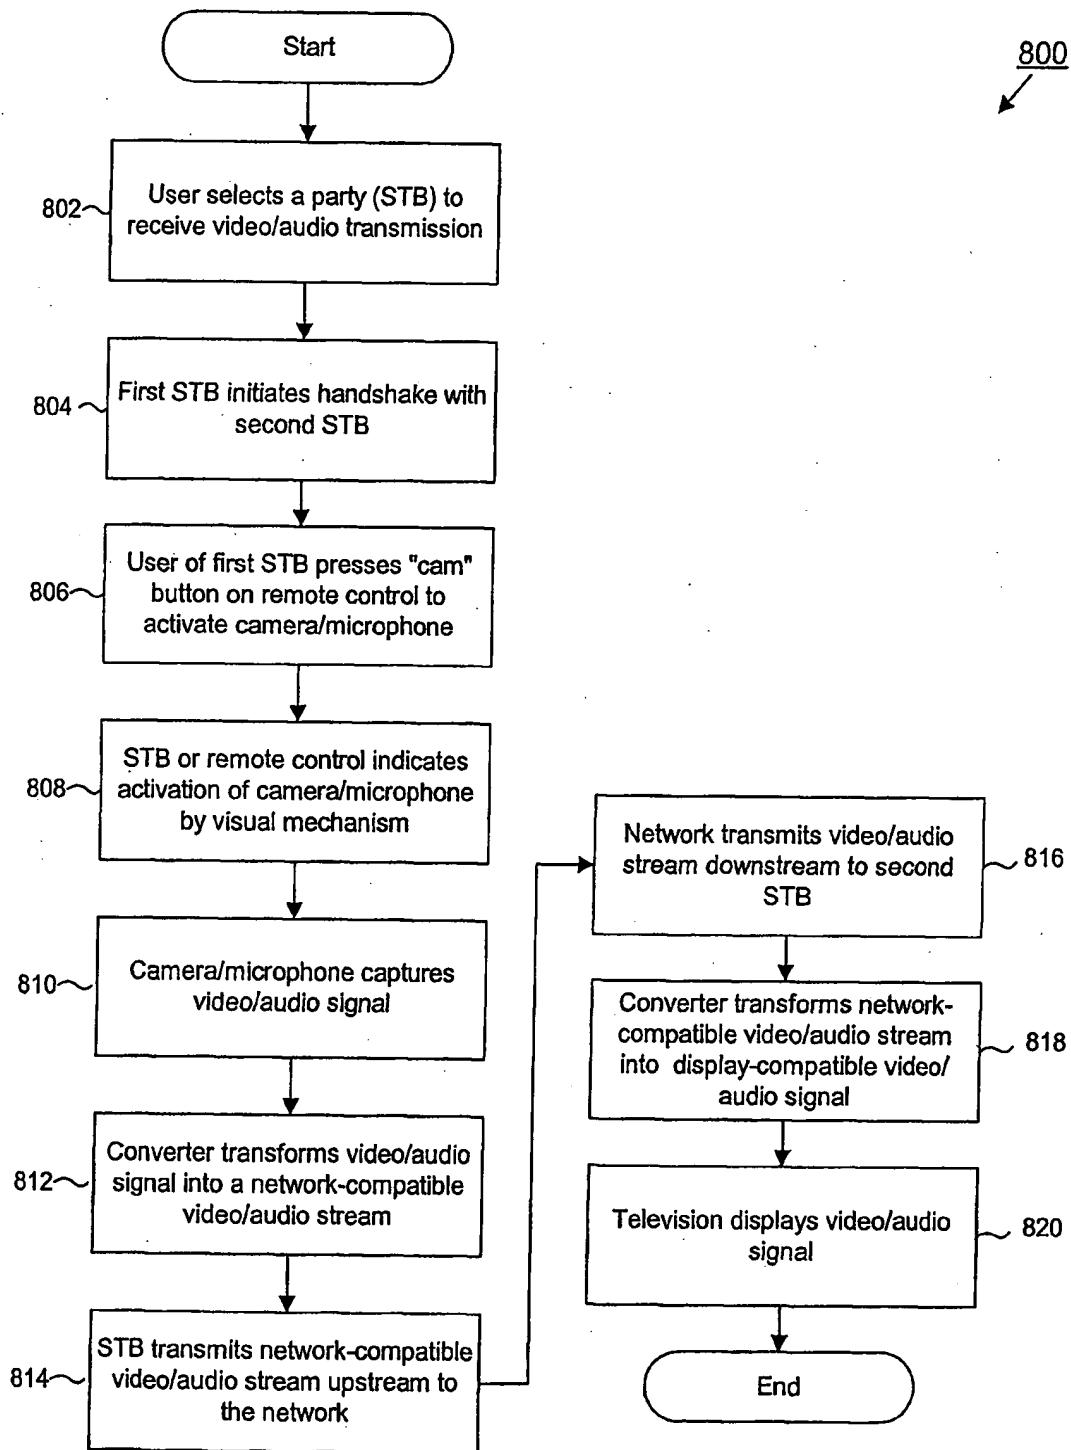 Start
800
802
User selects a party (STB) to
receive video/audio transmission
804
First STB initiates handshake with
second STB
806
User of first STB presses "cam"
button on remote control to
activate camera/microphone
808
STB or remote control indicates
activation of camera/microphone
by visual mechanism
810
Camera/microphone captures
video/audio signal
812
Converter transforms video/audio
signal into a network-compatible
video/audio stream
814
STB transmits network-compatible
video/audio stream upstream to
the network
Network transmits video/audio
stream downstream to second
STB
816
Converter transforms network-
compatible video/audio stream
into display-compatible video/
audio signal
818
Television displays video/audio
signal
820
End